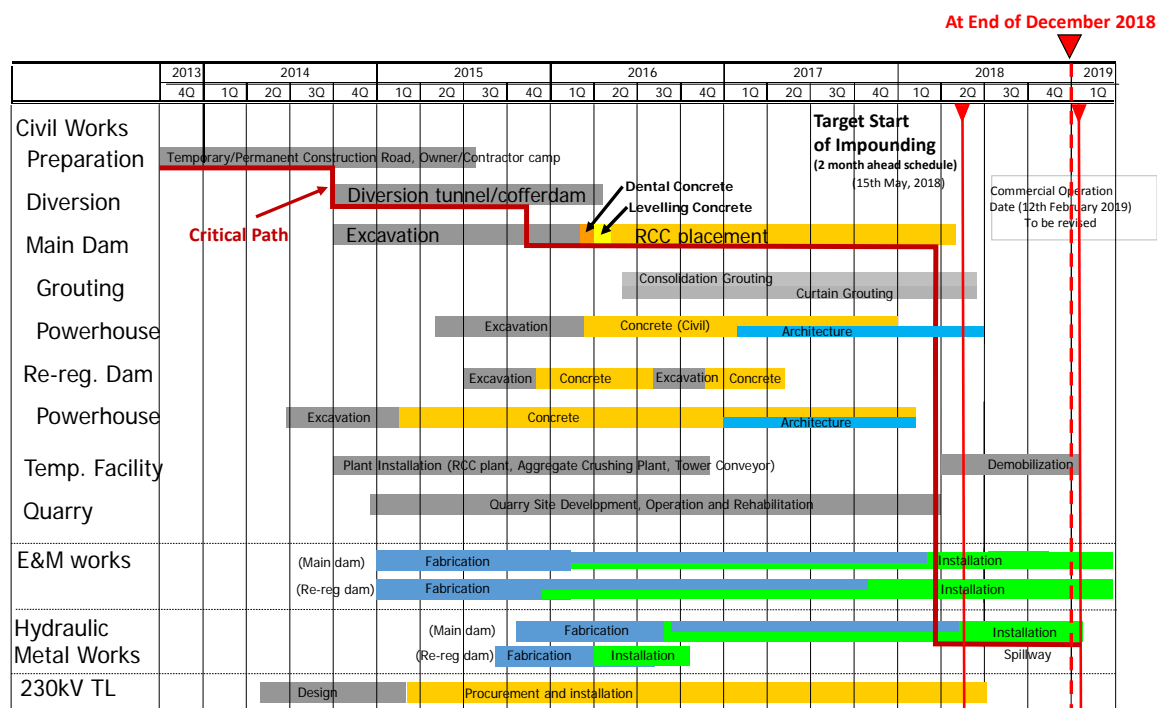 At End of December 2018
2013 2014 2015 2016 2017 2018 2019
4Q 1Q 2Q 3Q 4Q 1Q 2Q 3Q 4Q 1Q 2Q 3Q 4Q 1Q 2Q 3Q 4Q 1Q 2Q 3Q 4Q 1Q
Civil Works
Target Start
of Impounding
(2 month ahead schedule)
(15th May, 2018)
Preparation
Temporary/Permanent Construction Road, Owner/Contractor camp
Commercial Operation
Date (12th February 2019)
To be revised
Diversion
Diversion tunnel/cofferdam
Dental Concrete
Levelling Concrete
Critical Path
Main Dam
Excavation
RCC placement
Grouting
Consolidation Grouting
Curtain Grouting
Powerhouse
Excavation
Concrete (Civil)
Architecture
Re-reg. Dam
Excavation
Concrete
Excavation
Concrete
Powerhouse
Excavation
Concrete
Architecture
Temp. Facility
Plant Installation (RCC plant, Aggregate Crushing Plant, Tower Conveyor)
Demobilization
Quarry
Quarry Site Development, Operation and Rehabilitation
E&M works
(Main dam)
Fabrication
Installation
(Re-reg dam)
Fabrication
Installation
Hydraulic
Metal Works
(Main dam)
Fabrication
Installation
(Re-reg dam)
Fabrication
Installation
Spillway
230kV TL
Design
Procurement and installation